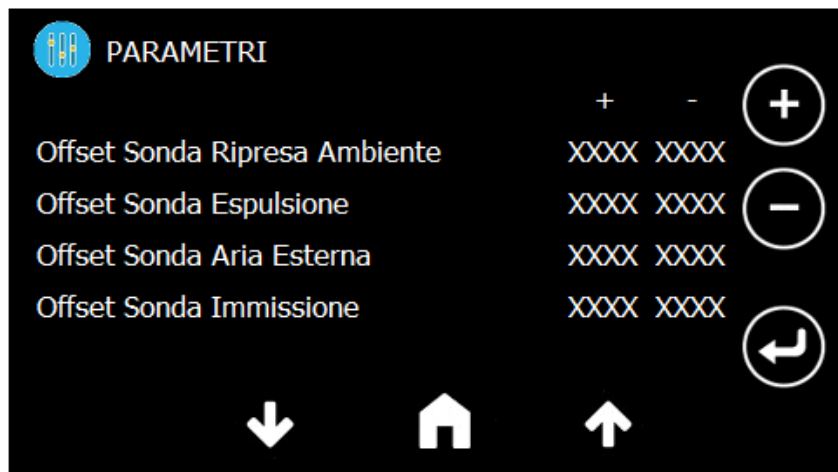 PARAMETRI
+ -
Offset Sonda Ripresa Ambiente XXXX XXXX
Offset Sonda Espulsione XXXX XXXX
Offset Sonda Aria Esterna XXXX XXXX
Offset Sonda Immissione XXXX XXXX